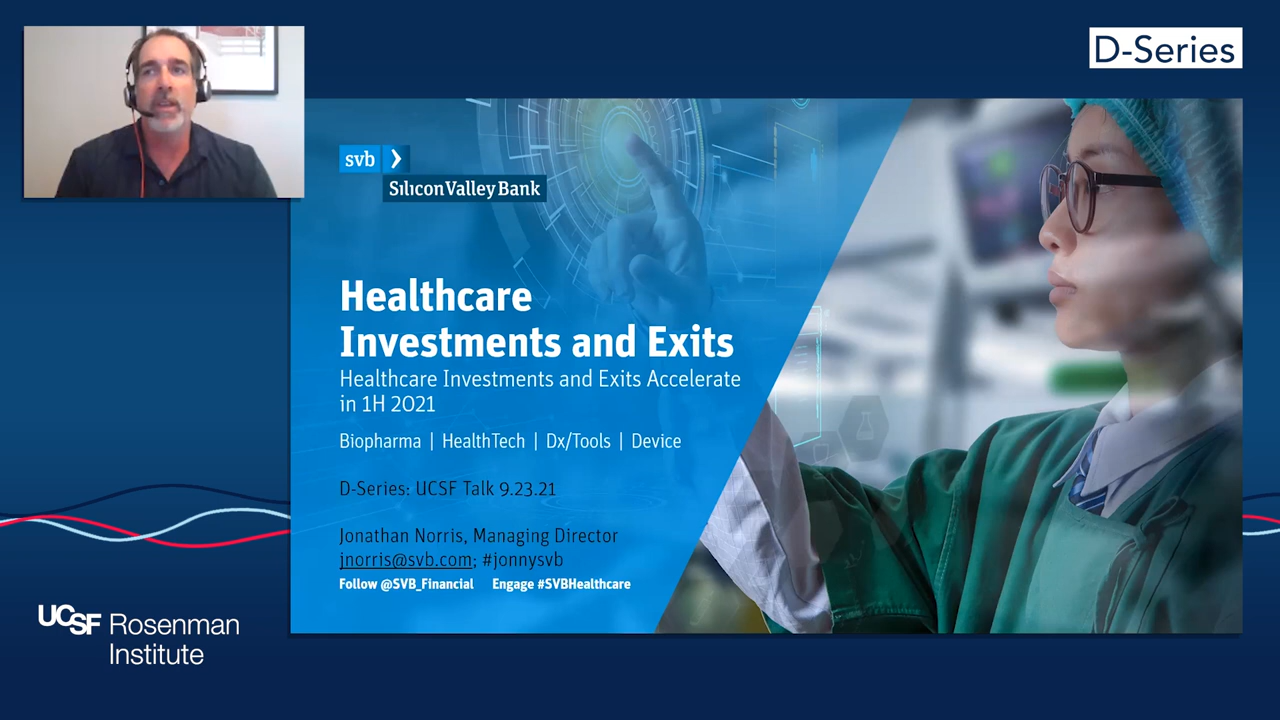 D-Series
svb
Silicon Valley Bank
Healthcare
Investments and Exits
Healthcare Investments and Exits Accelerate
in 1H 2021
Biopharma | HealthTech | Dx/Tools | Device
D-Series: UCSF Talk 9.23.21
Jonathan Norris, Managing Director
jnorris@svb.com; #jonnysvb
Follow @SVB_Financial Engage #SVBHealthcare
UCSF Rosenman
Institute